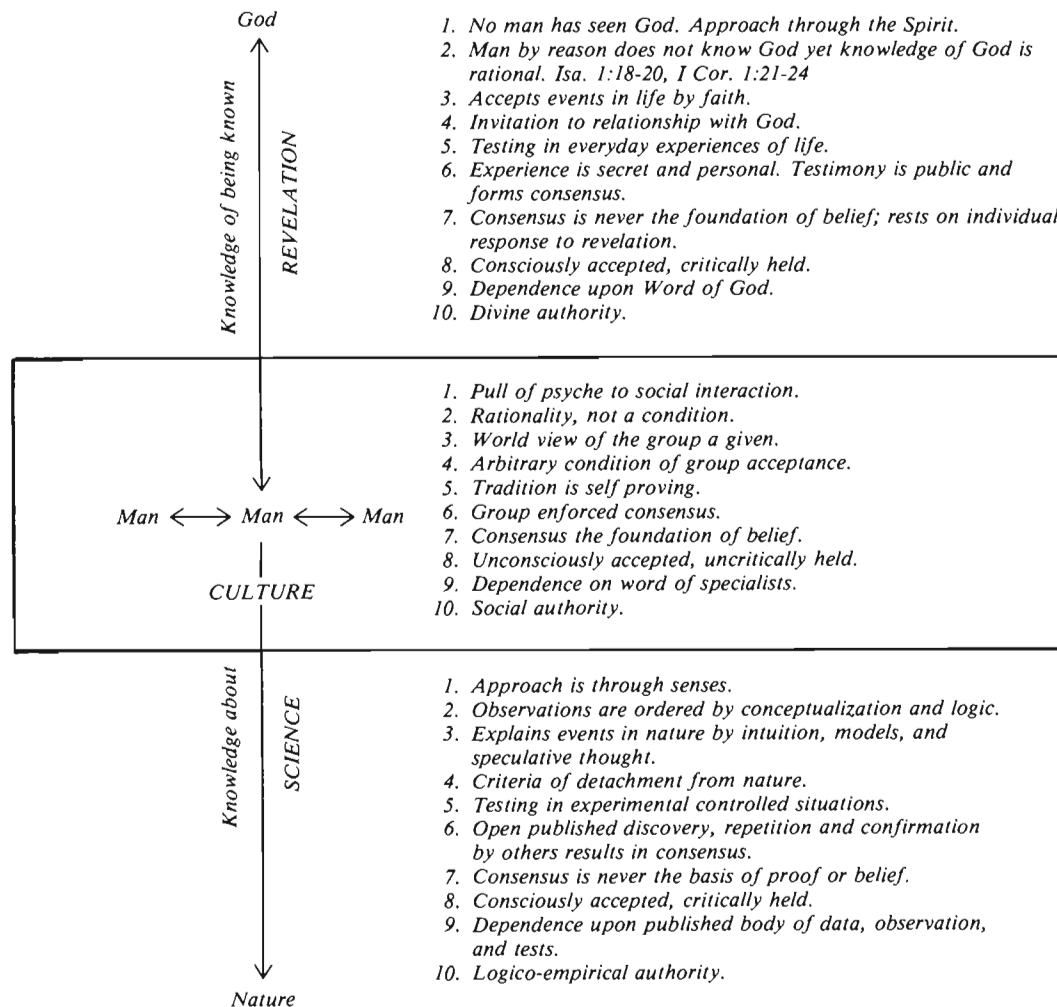 God
Knowledge of being known
REVELATION
1. No man has seen God. Approach through the Spirit.
2. Man by reason does not know God yet knowledge of God is
rational. Isa. 1:18-20, I Cor. 1:21-24
3. Accepts events in life by faith.
4. Invitation to relationship with God.
5. Testing in everyday experiences of life.
6. Experience is secret and personal. Testimony is public and
forms consensus.
7. Consensus is never the foundation of belief; rests on individual
response to revelation.
8. Consciously accepted, critically held.
9. Dependence upon Word of God.
10. Divine authority.
Man Man Man
CULTURE
1. Pull of psyche to social interaction.
2. Rationality, not a condition.
3. World view of the group a given.
4. Arbitrary condition of group acceptance.
5. Tradition is self proving.
6. Group enforced consensus.
7. Consensus the foundation of belief.
8. Unconsciously accepted, uncritically held.
9. Dependence on word of specialists.
10. Social authority.
Knowledge about
SCIENCE
1. Approach is through senses.
2. Observations are ordered by conceptualization and logic.
3. Explains events in nature by intuition, models, and
speculative thought.
4. Criteria of detachment from nature.
5. Testing in experimental controlled situations.
6. Open published discovery, repetition and confirmation
by others results in consensus.
7. Consensus is never the basis of proof or belief.
8. Consciously accepted, critically held.
9. Dependence upon published body of data, observation,
and tests.
10. Logico-empirical authority.
Nature